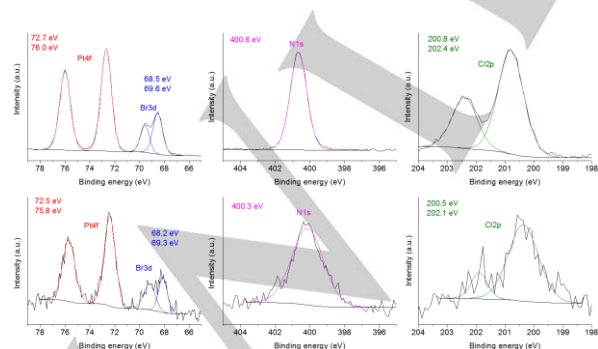 72.7 eV
76.0 eV
Pt4f
68.5 eV
69.6 eV
Br3d
Intensity (a.u.)
78 76 74 72 70 68 66
Binding energy (eV)
400.6 eV
N1s
Intensity (a.u.)
404 402 400 398 396
Binding energy (eV)
200.8 eV
202.4 eV
Cl2p
Intensity (a.u.)
204 203 202 201 200 199 198
Binding energy (eV)
72.5 eV
75.8 eV
Pt4f
68.2 eV
69.3 eV
Br3d
Intensity (a.u.)
78 76 74 72 70 68 66
Binding energy (eV)
400.3 eV
N1s
Intensity (a.u.)
404 402 400 398 396
Binding energy (eV)
200.5 eV
202.1 eV
Cl2p
Intensity (a.u.)
204 203 202 201 200 199 198
Binding energy (eV)